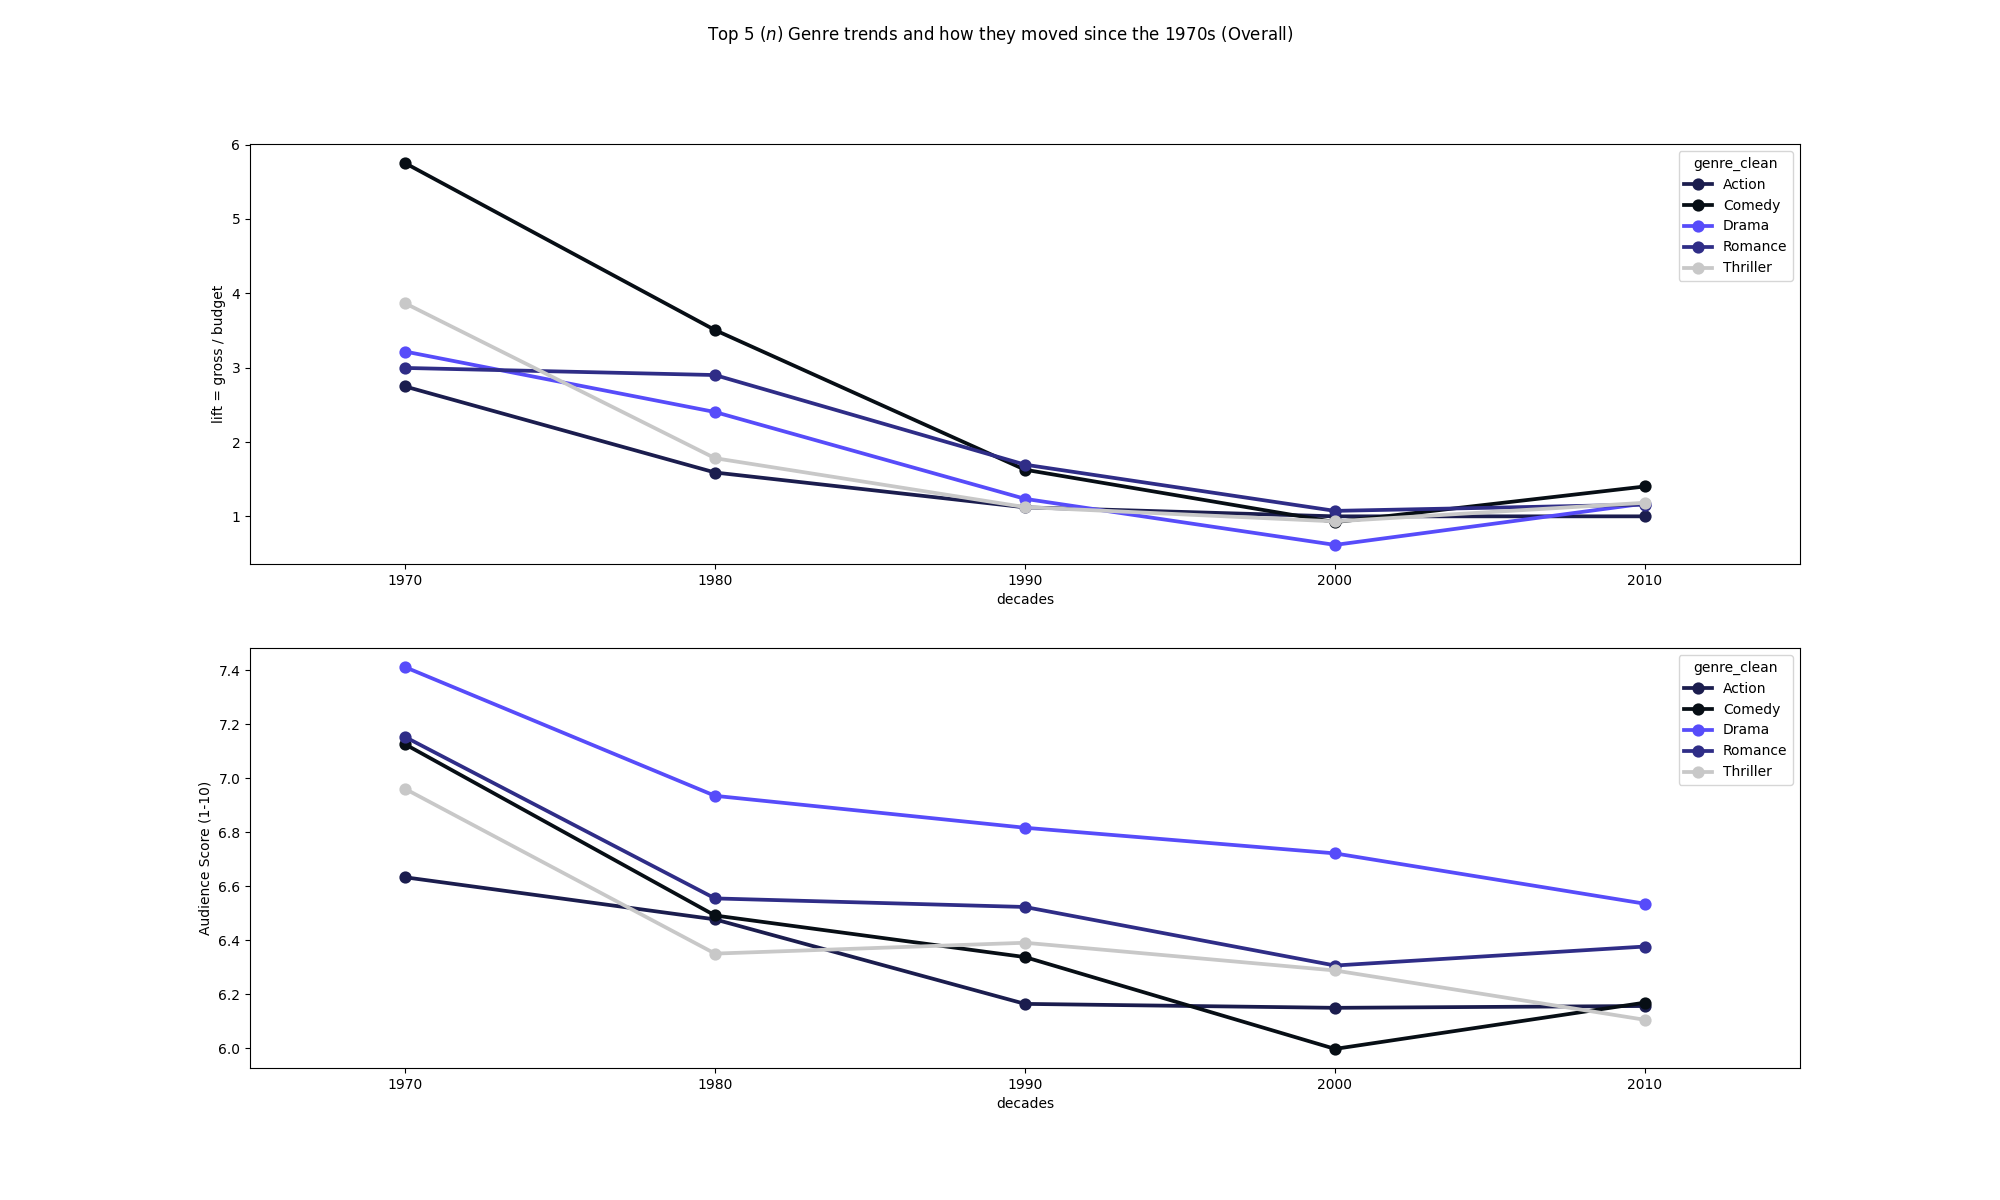 Top 5 (n) Genre trends and how they moved since the 1970s (Overall)
6
5
4
3
2
1
lift = gross / budget
genre_clean
Action
Comedy
Drama
Romance
Thriller
1970 1980 1990 2000 2010
decades
7.4
7.2
7.0
6.8
6.6
6.4
6.2
6.0
Audience Score (1-10)
genre_clean
Action
Comedy
Drama
Romance
Thriller
1970 1980 1990 2000 2010
decades